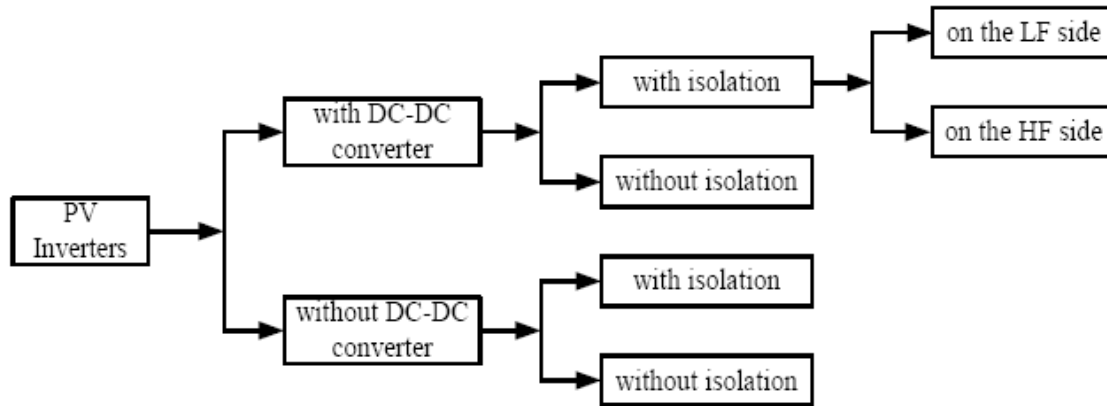 PV
Inverters
with DC-DC
converter
with isolation
on the LF side
on the HF side
without isolation
without DC-DC
converter
with isolation
without isolation